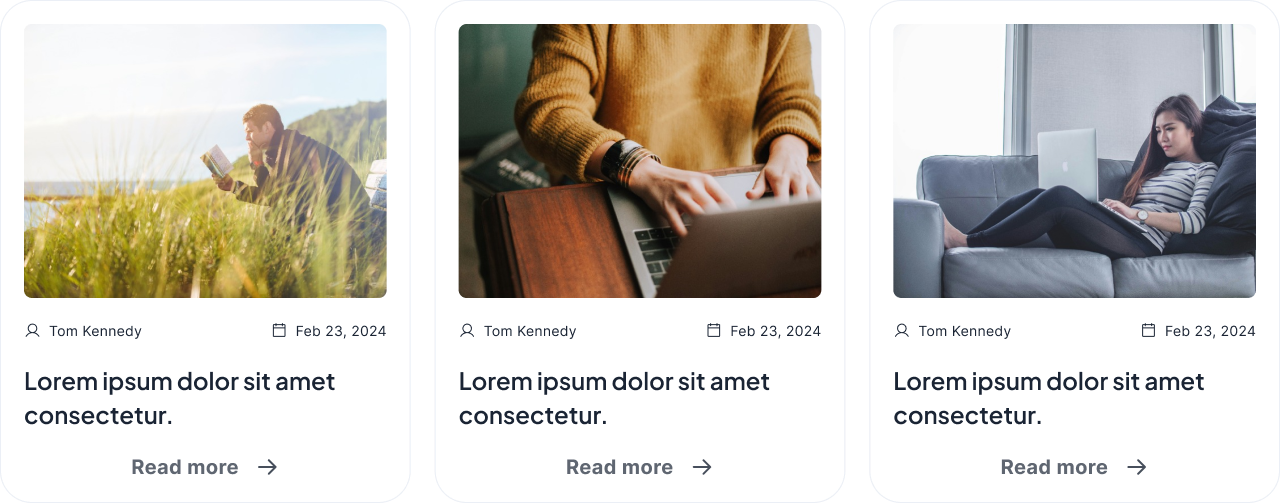 Tom Kennedy Feb 23, 2024
Lorem ipsum dolor sit amet
consectetur.
Read more
Tom Kennedy Feb 23, 2024
Lorem ipsum dolor sit amet
consectetur.
Read more
Tom Kennedy Feb 23, 2024
Lorem ipsum dolor sit amet
consectetur.
Read more